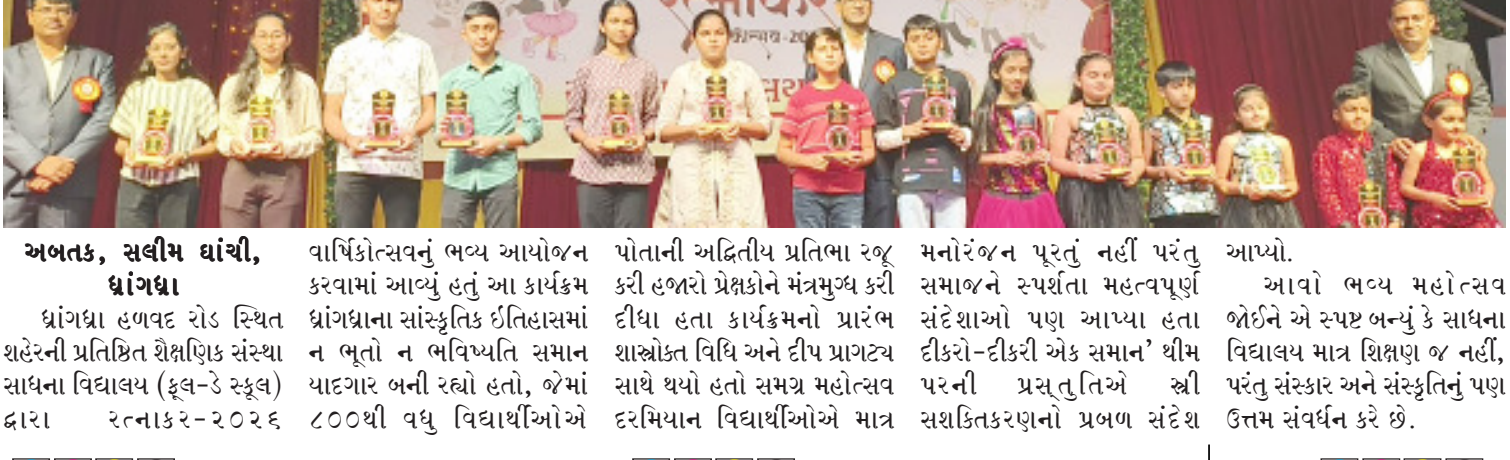 અબતક, સલીમ ઘાંચી,
ધ્રાંગધ્રા
ધ્રાંગધ્રા હળવદ રોડ સ્થિત
શહેરની પ્રતિષ્ઠિત શૈક્ષણિક સંસ્થા
સાધના વિદ્યાલય (ફૂલ-ડે સ્કૂલ)
દ્વારા રત્નાકર-૨૦૨૬
વાર્ષિકોત્સવનું ભવ્ય આયોજન
કરવામાં આવ્યું હતું આ કાર્યક્રમ
ધ્રાંગધ્રાના સાંસ્કૃતિક ઈતિહાસમાં
ન ભૂતો ન ભવિષ્યતિ સમાન
યાદગાર બની રહ્યો હતો, જેમાં
૮૦૦થી વધુ વિદ્યાર્થીઓએ
પોતાની અદ્વિતીય પ્રતિભા રજૂ
કરી હજારો પ્રેક્ષકોને મંત્રમુગ્ધ કરી
દીધા હતા કાર્યક્રમનો પ્રારંભ
શાસ્ત્રોક્ત વિધિ અને દીપ પ્રાગટ્ય
સાથે થયો હતો સમગ્ર મહોત્સવ
દરમિયાન વિદ્યાર્થીઓએ માત્ર
મનોરંજન પૂરતું નહીં પરંતુ
સમાજને સ્પર્શતા મહત્વપૂર્ણ
સંદેશાઓ પણ આપ્યા હતા
દીકરો-દીકરી એક સમાન' થીમ
પરની પ્રસ્તુતિએ સ્ત્રી
સશક્તિકરણનો પ્રબળ સંદેશ
આપ્યો.
આવો ભવ્ય મહોત્સવ
જોઈને એ સ્પષ્ટ બન્યું કે સાધના
વિદ્યાલય માત્ર શિક્ષણ જ નહીં,
પરંતુ સંસ્કાર અને સંસ્કૃતિનું પણ
ઉત્તમ સંવર્ધન કરે છે.